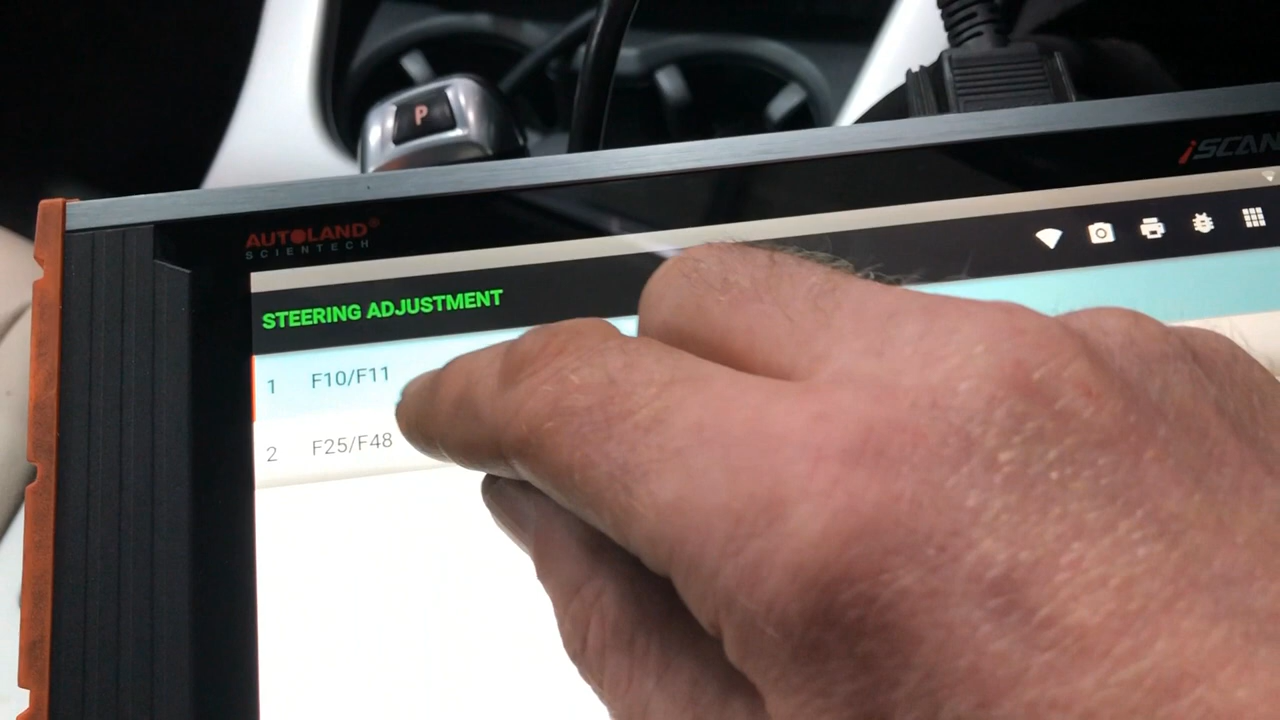 P
iSCAN
AUTOLAND®
SCIENTECH
STEERING ADJUSTMENT
1 F10/F11
2 F25/F48